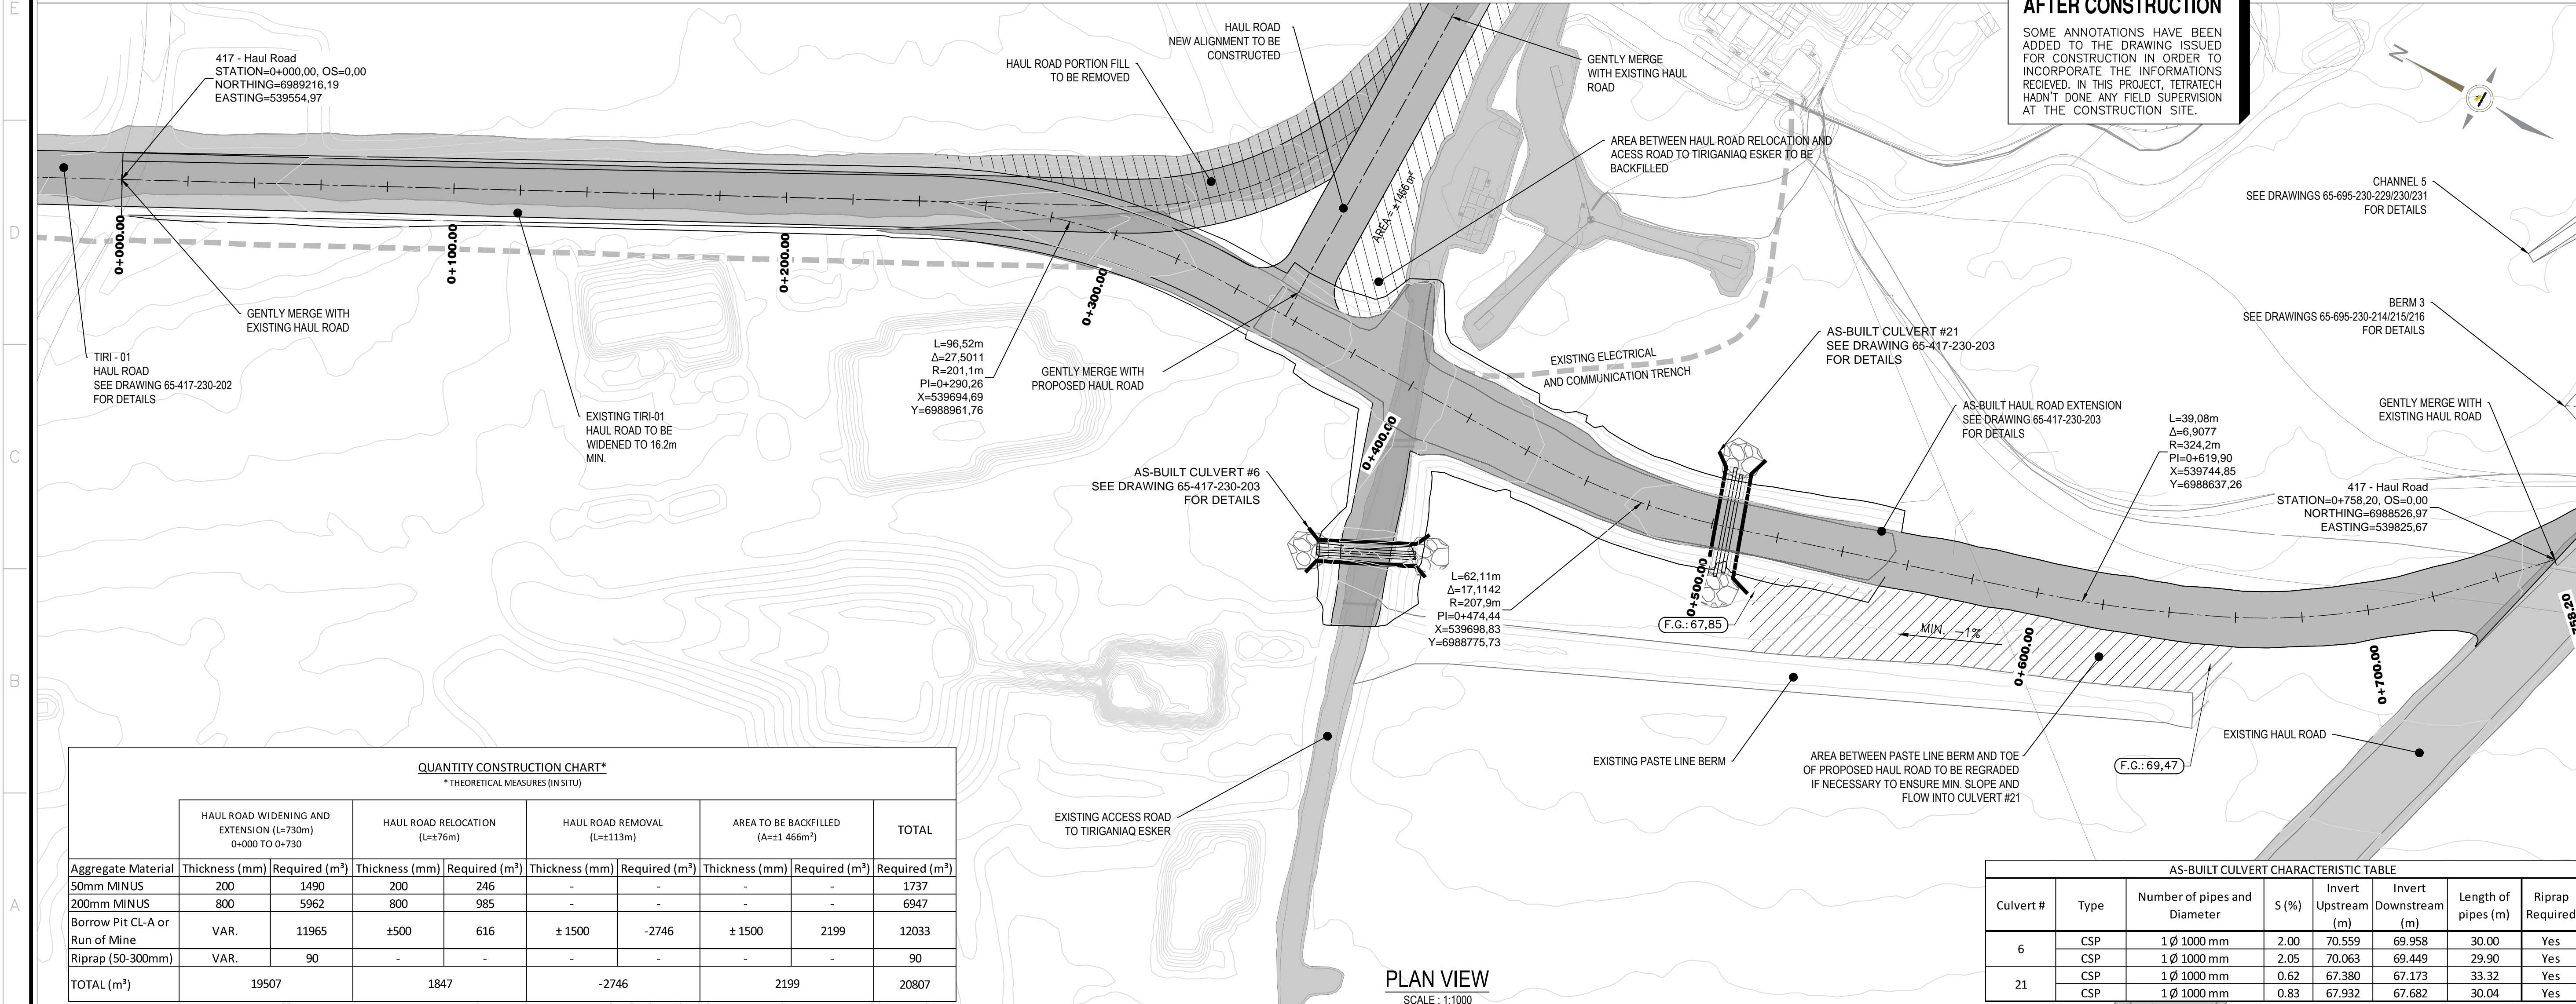 E
D
C
B
A
417 - Haul Road
STATION=0+000,00, OS=0,00
NORTHING=6989216,19
EASTING=539554,97
HAUL ROAD PORTION FILL
TO BE REMOVED
HAUL ROAD
NEW ALIGNMENT TO BE
CONSTRUCTED
GENTLY MERGE
WITH EXISTING HAUL
ROAD
AFTER CONSTRUCTION
SOME ANNOTATIONS HAVE BEEN
ADDED TO THE DRAWING ISSUED
FOR CONSTRUCTION IN ORDER TO
INCORPORATE THE INFORMATIONS
RECIEVED. IN THIS PROJECT, TETRATECH
HADN'T DONE ANY FIELD SUPERVISION
AT THE CONSTRUCTION SITE.
N
AREA BETWEEN HAUL ROAD RELOCATION AND
ACESS ROAD TO TIRIGANIAQ ESKER TO BE
BACKFILLED
AREA = ±1466 m²
CHANNEL 5
SEE DRAWINGS 65-695-230-229/230/231
FOR DETAILS
BERM 3
SEE DRAWINGS 65-695-230-214/215/216
FOR DETAILS
0+000.00
0+100.00
0+200.00
0+300.00
0+400.00
0+500.00
0+600.00
0+700.00
758.20
GENTLY MERGE WITH
EXISTING HAUL ROAD
TIRI - 01
HAUL ROAD
SEE DRAWING 65-417-230-202
FOR DETAILS
EXISTING TIRI-01
HAUL ROAD TO BE
WIDENED TO 16.2m
MIN.
L=96,52m
Δ=27,5011
R=201,1m
PI=0+290,26
X=539694,69
Y=6988961,76
GENTLY MERGE WITH
PROPOSED HAUL ROAD
EXISTING ELECTRICAL
AND COMMUNICATION TRENCH
AS-BUILT CULVERT #21
SEE DRAWING 65-417-230-203
FOR DETAILS
AS-BUILT HAUL ROAD EXTENSION
SEE DRAWING 65-417-230-203
FOR DETAILS
L=39,08m
Δ=6,9077
R=324,2m
PI=0+619,90
X=539744,85
Y=6988637,26
GENTLY MERGE WITH
EXISTING HAUL ROAD
417 - Haul Road
STATION=0+758,20, OS=0,00
NORTHING=6988526,97
EASTING=539825,67
AS-BUILT CULVERT #6
SEE DRAWING 65-417-230-203
FOR DETAILS
L=62,11m
Δ=17,1142
R=207,9m
PI=0+474,44
X=539698,83
Y=6988775,73
F.G.: 67,85
MIN. -1%
EXISTING PASTE LINE BERM
AREA BETWEEN PASTE LINE BERM AND TOE
OF PROPOSED HAUL ROAD TO BE REGRADED
IF NECESSARY TO ENSURE MIN. SLOPE AND
FLOW INTO CULVERT #21
F.G.: 69,47
EXISTING HAUL ROAD
EXISTING ACCESS ROAD
TO TIRIGANIAQ ESKER
QUANTITY CONSTRUCTION CHART*
* THEORETICAL MEASURES (IN SITU)
HAUL ROAD WIDENING AND
EXTENSION (L=730m)
0+000 TO 0+730
HAUL ROAD RELOCATION
(L=±76m)
HAUL ROAD REMOVAL
(L=±113m)
AREA TO BE BACKFILLED
(A=±1 466m²)
TOTAL
Aggregate Material Thickness (mm) Required (m³) Thickness (mm) Required (m³) Thickness (mm) Required (m³) Thickness (mm) Required (m³) Required (m³)
50mm MINUS 200 1490 200 246 - - - - 1737
200mm MINUS 800 5962 800 985 - - - - 6947
Borrow Pit CL-A or
Run of Mine VAR. 11965 ±500 616 ± 1500 -2746 ± 1500 2199 12033
Riprap (50-300mm) VAR. 90 - - - - - - 90
TOTAL (m³) 19507 1847 -2746 2199 20807
PLAN VIEW
SCALE : 1:1000
AS-BUILT CULVERT CHARACTERISTIC TABLE
Culvert # Type Number of pipes and Diameter S (%) Invert Upstream (m) Invert Downstream (m) Length of pipes (m) Riprap Required
6 CSP 1 Ø 1000 mm 2.00 70.559 69.958 30.00 Yes
CSP 1 Ø 1000 mm 2.05 70.063 69.449 29.90 Yes
21 CSP 1 Ø 1000 mm 0.62 67.380 67.173 33.32 Yes
CSP 1 Ø 1000 mm 0.83 67.932 67.682 30.04 Yes